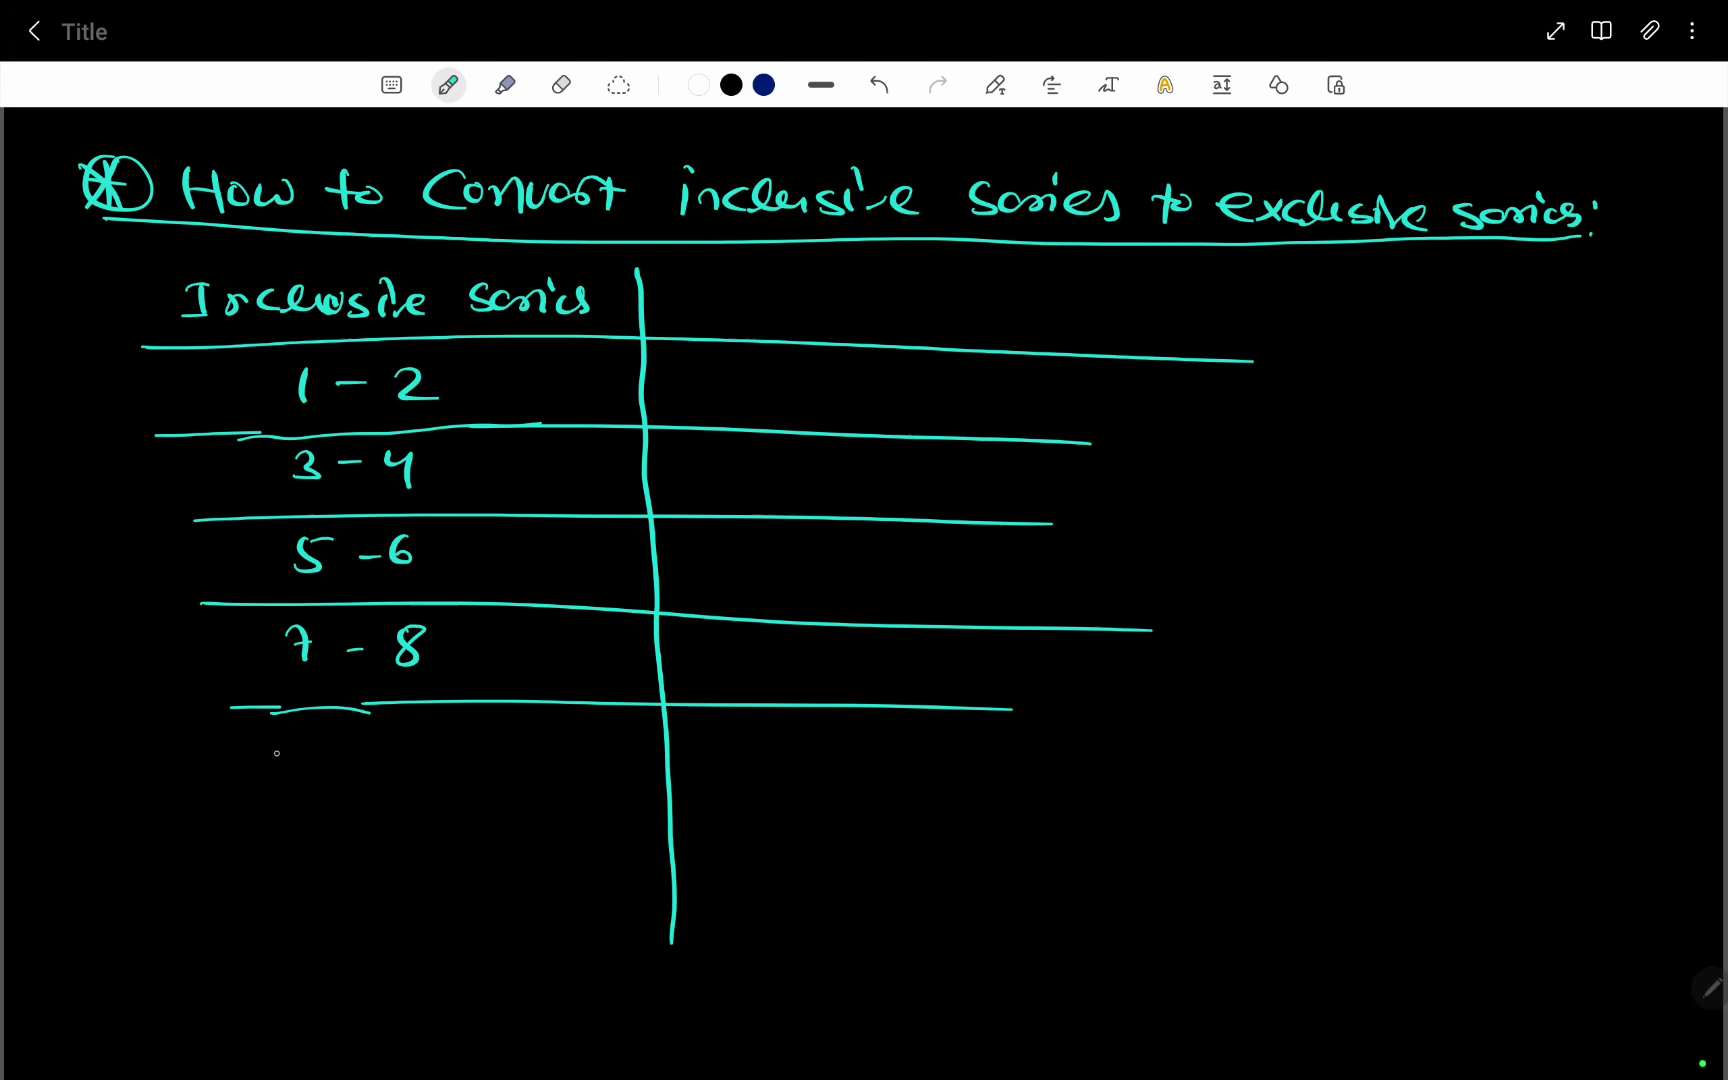 Title
How to Convert inclusive series to exclusive series:
Inclusive series
1 - 2
3 - 4
5 - 6
7 - 8